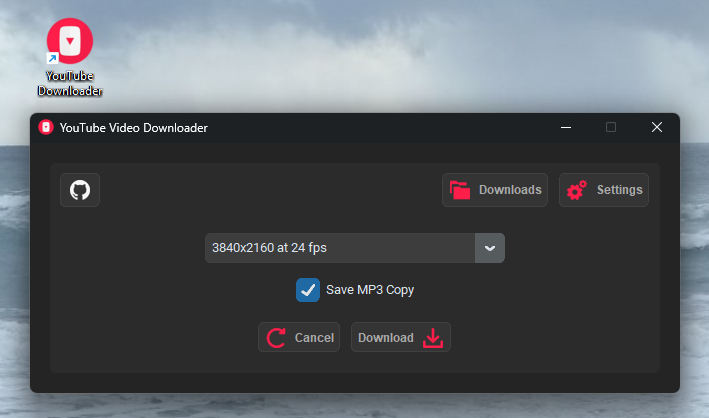 YouTube
Downloader
YouTube Video Downloader
Downloads
Settings
3840x2160 at 24 fps
Save MP3 Copy
Cancel
Download